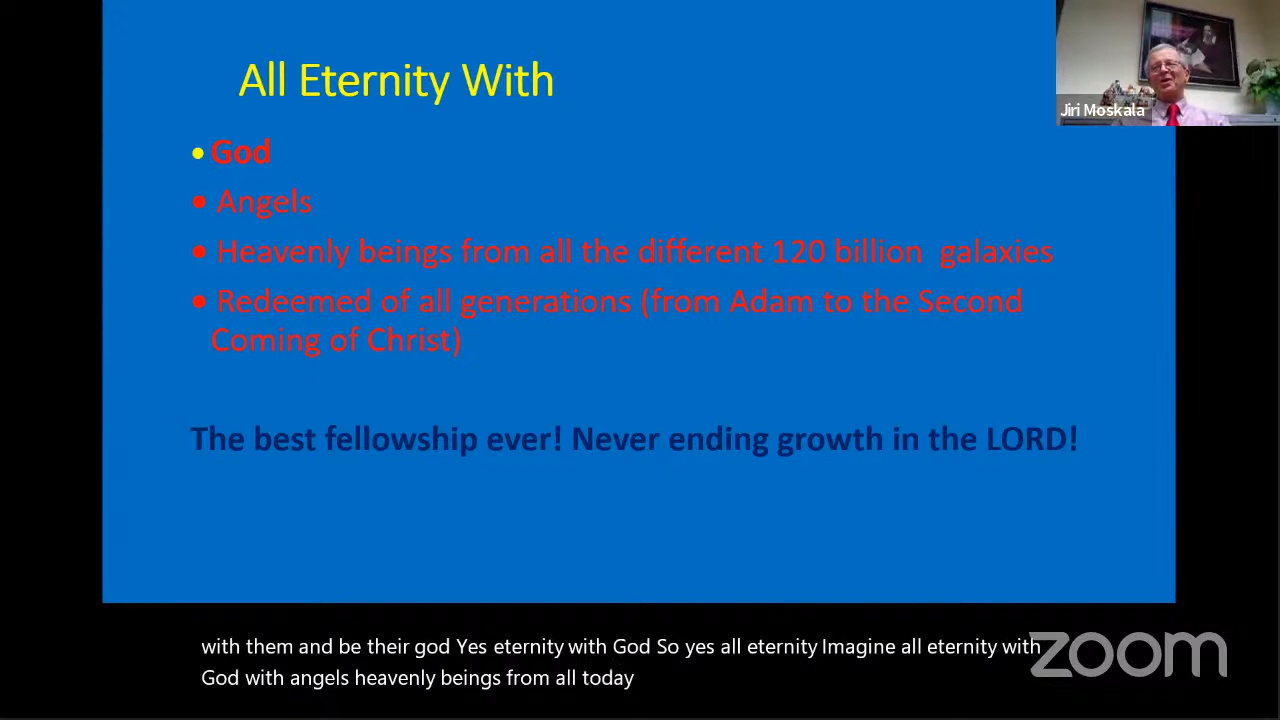 All Eternity With
Jiri Moskala
• God
• Angels
• Heavenly beings from all the different 120 billion  galaxies
• Redeemed of all generations (from Adam to the Second
Coming of Christ)
The best fellowship ever! Never ending growth in the LORD!
with them and be their god Yes eternity with God So yes all eternity Imagine all eternity with
God with angels heavenly beings from all today
zoom